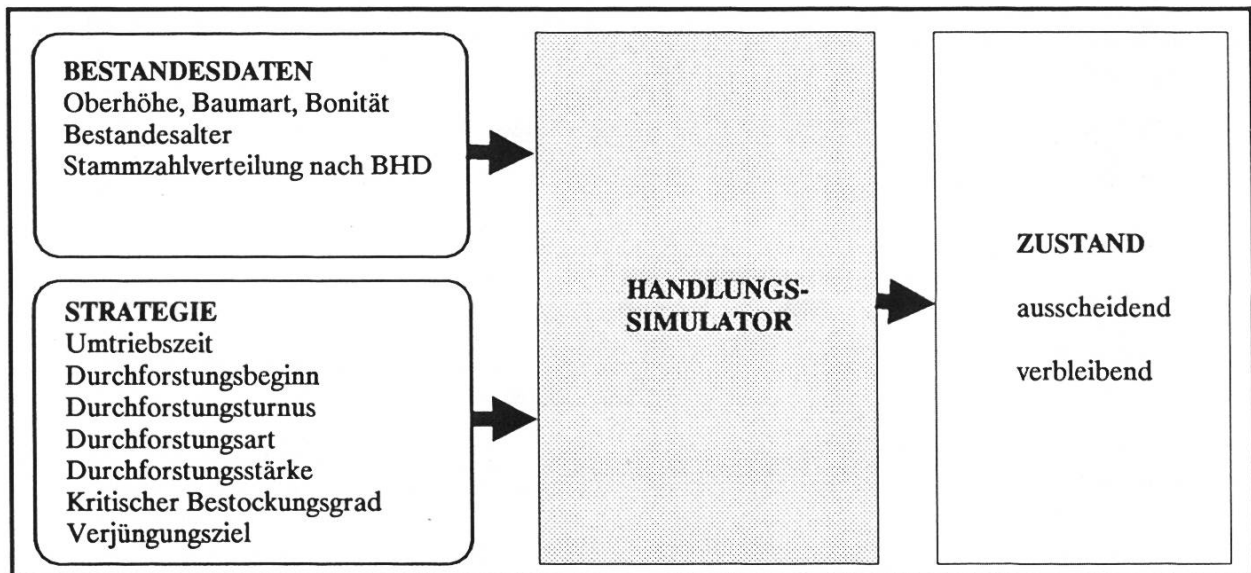 BESTANDESDATEN
Oberhöhe, Baumart, Bonität
Bestandesalter
Stammzahlverteilung nach BHD
STRATEGIE
Umtriebszeit
Durchforstungsbeginn
Durchforstungsturnus
Durchforstungsart
Durchforstungsstärke
Kritischer Bestockungsgrad
Verjüngungsziel
HANDLUNGS-
SIMULATOR
ZUSTAND
ausscheidend
verbleibend